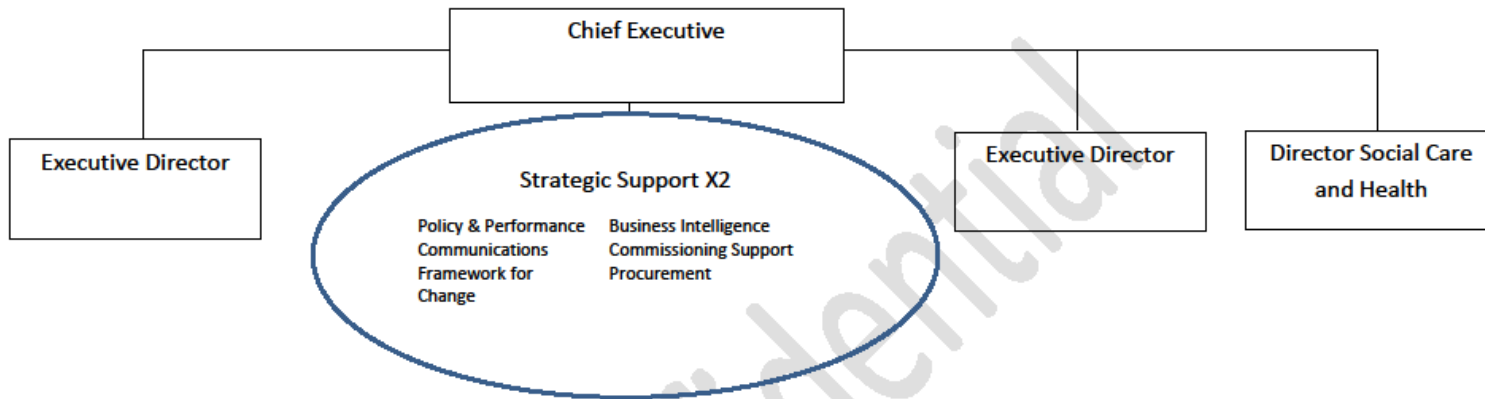 Chief Executive
Executive Director
Strategic Support X2
Policy & Performance
Communications
Framework for
Change
Business Intelligence
Commissioning Support
Procurement
Executive Director
Director Social Care
and Health